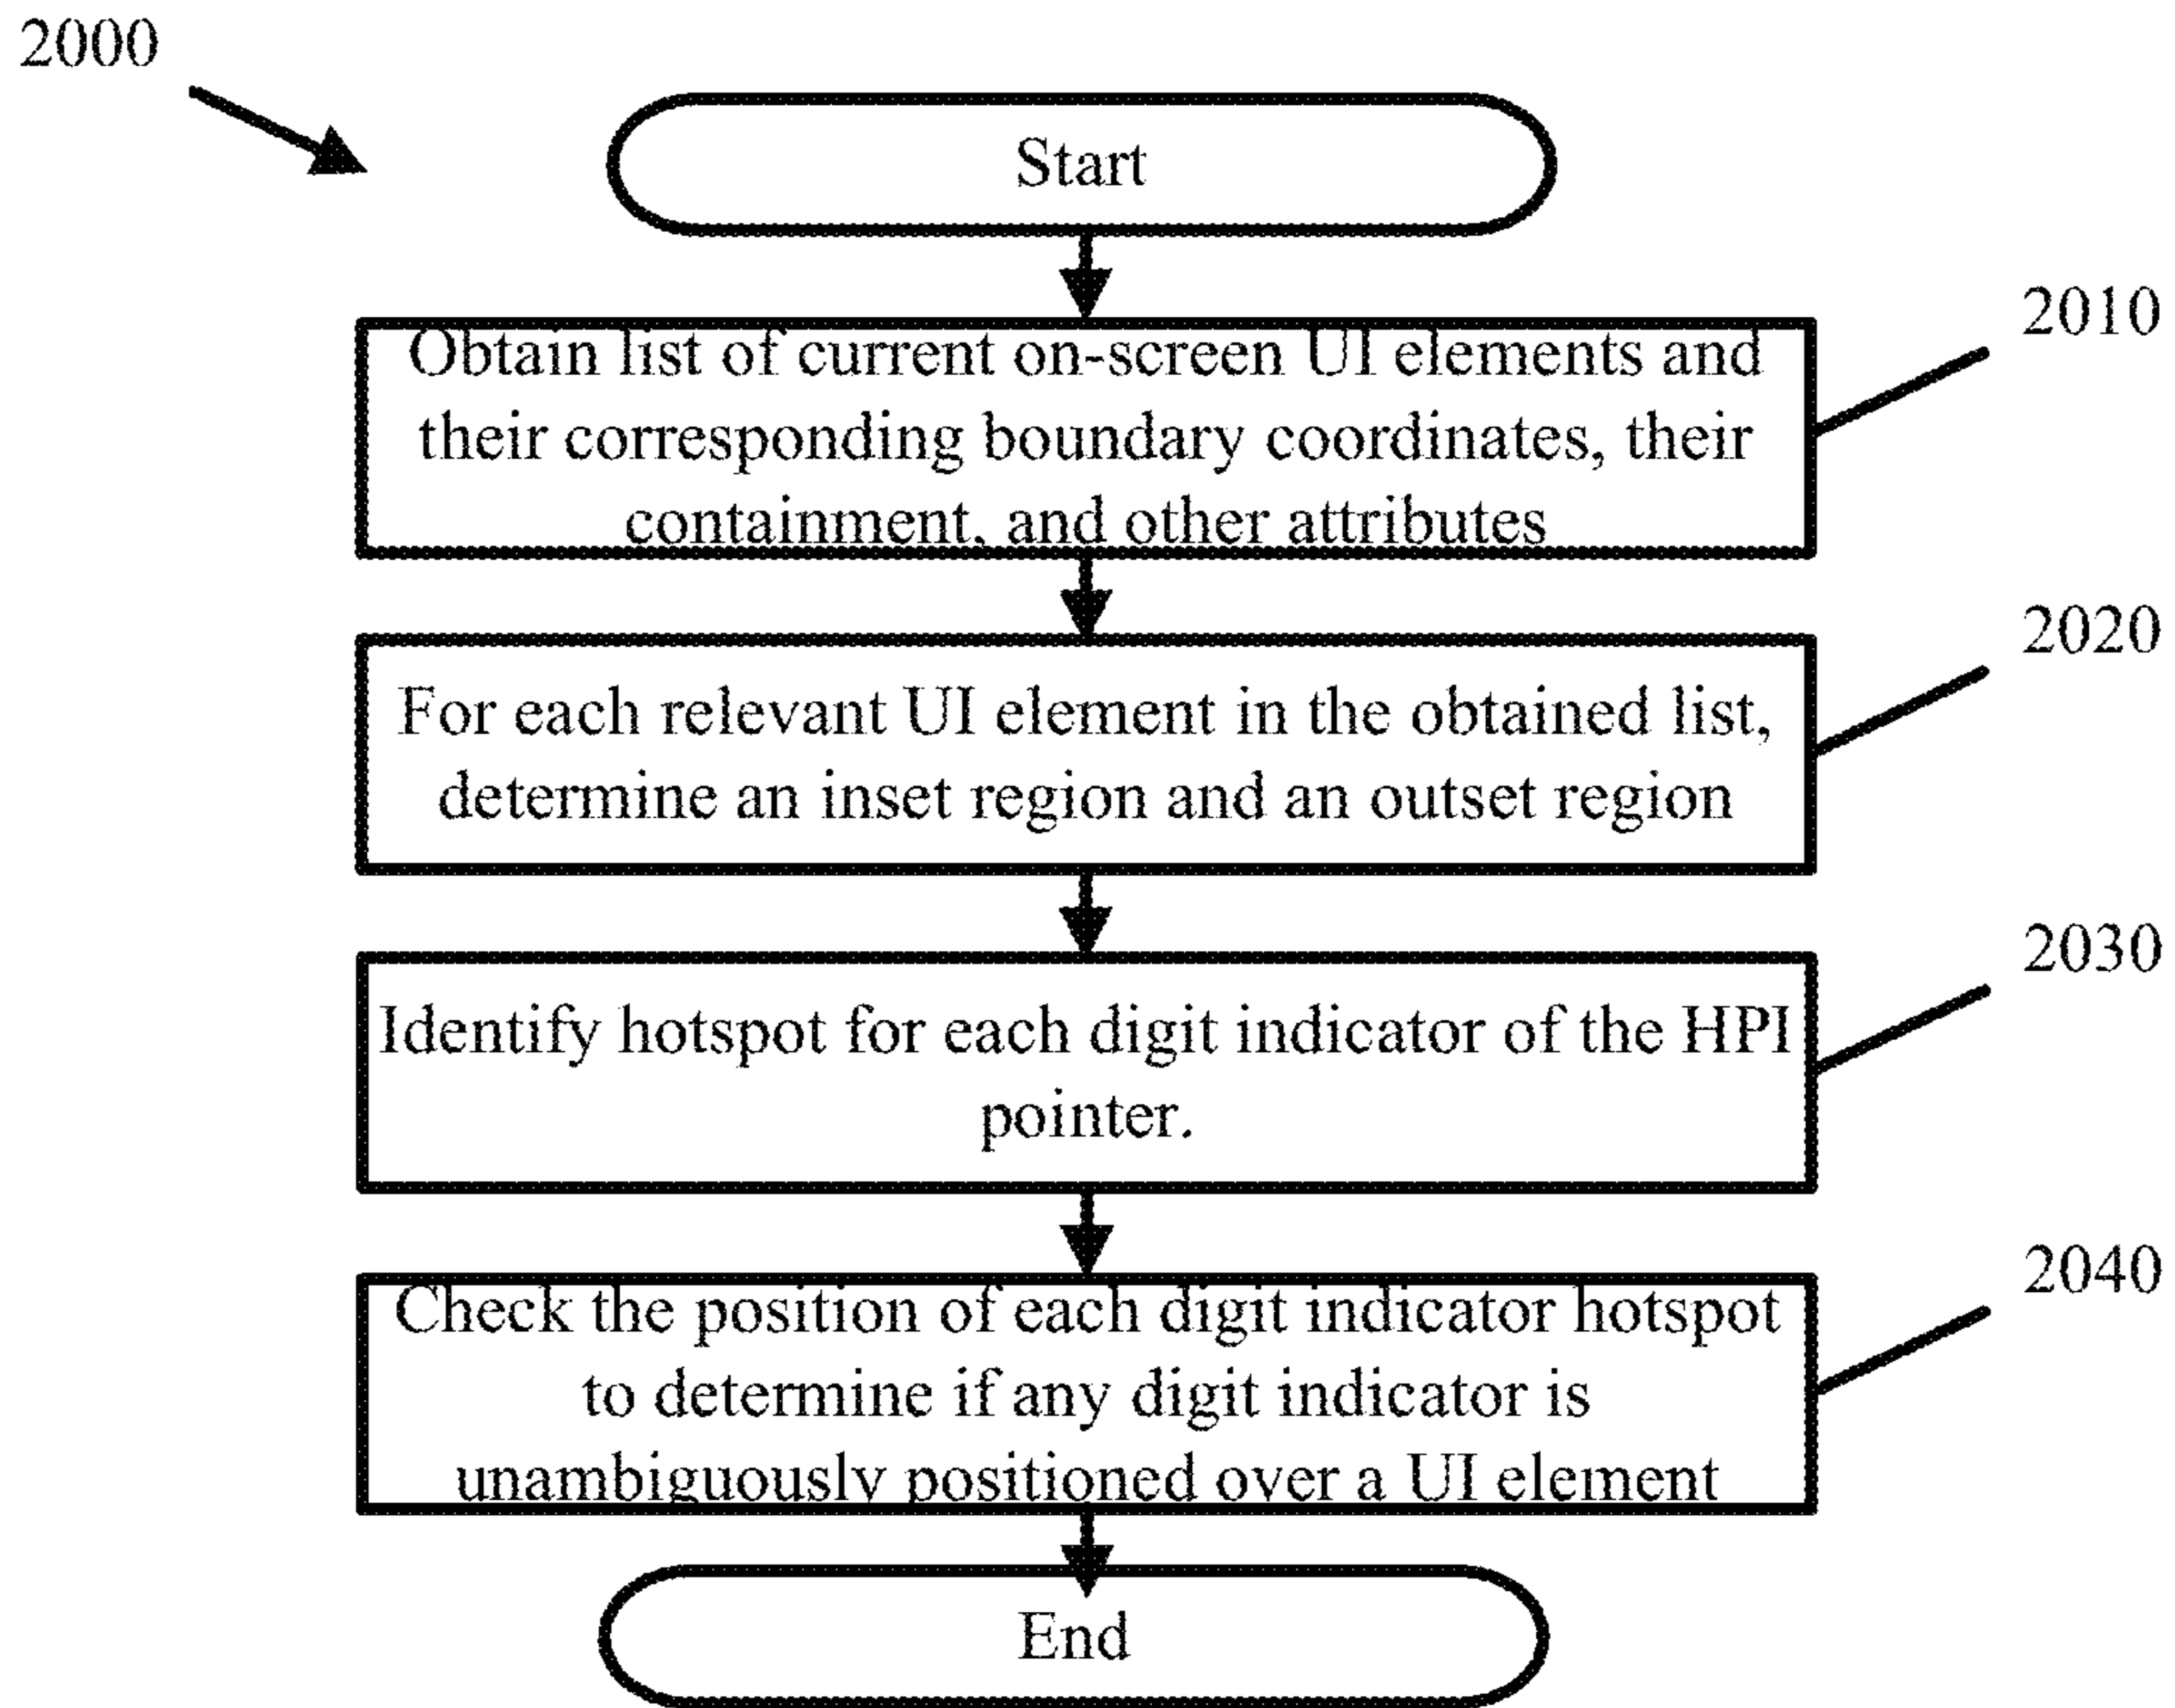 2000
Start
2010
Obtain list of current on-screen UI elements and
their corresponding boundary coordinates, their
containment, and other attributes
2020
For each relevant UI element in the obtained list,
determine an inset region and an outset region
2030
Identify hotspot for each digit indicator of the HPI
pointer.
2040
Check the position of each digit indicator hotspot
to determine if any digit indicator is
unambiguously positioned over a UI element
End